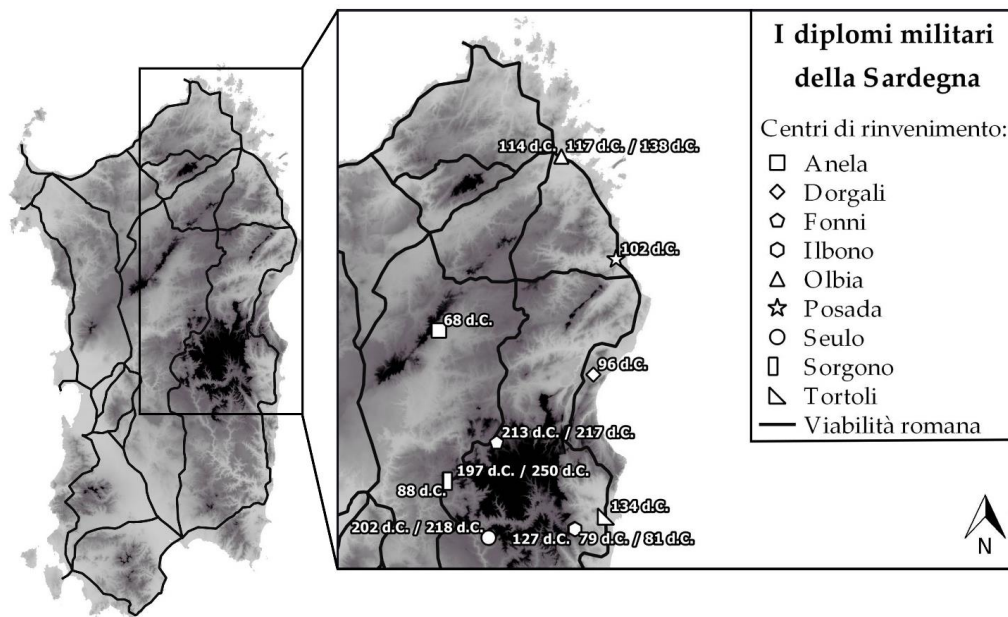 I diplomi militari
della Sardegna
Centri di rinvenimento:
Anela
Dorgali
Fonni
Ilbono
Olbia
Posada
Seulo
Sorgono
Tortolì
Viabilità romana
N
114 d.C. 117 d.C. / 138 d.C.
102 d.C.
68 d.C.
96 d.C.
213 d.C. / 217 d.C.
197 d.C. / 250 d.C.
88 d.C.
134 d.C.
202 d.C. / 218 d.C.
127 d.C.
79 d.C. / 81 d.C.